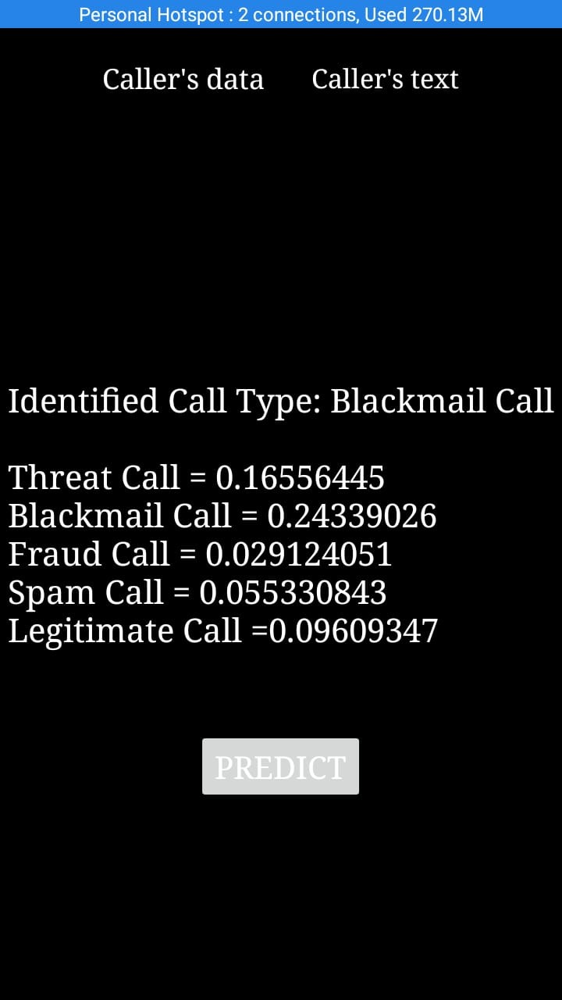 Personal Hotspot : 2 connections, Used 270.13M
Caller's data Caller's text
Identified Call Type: Blackmail Call
Threat Call = 0.16556445
Blackmail Call = 0.24339026
Fraud Call = 0.029124051
Spam Call = 0.055330843
Legitimate Call =0.09609347
PREDICT